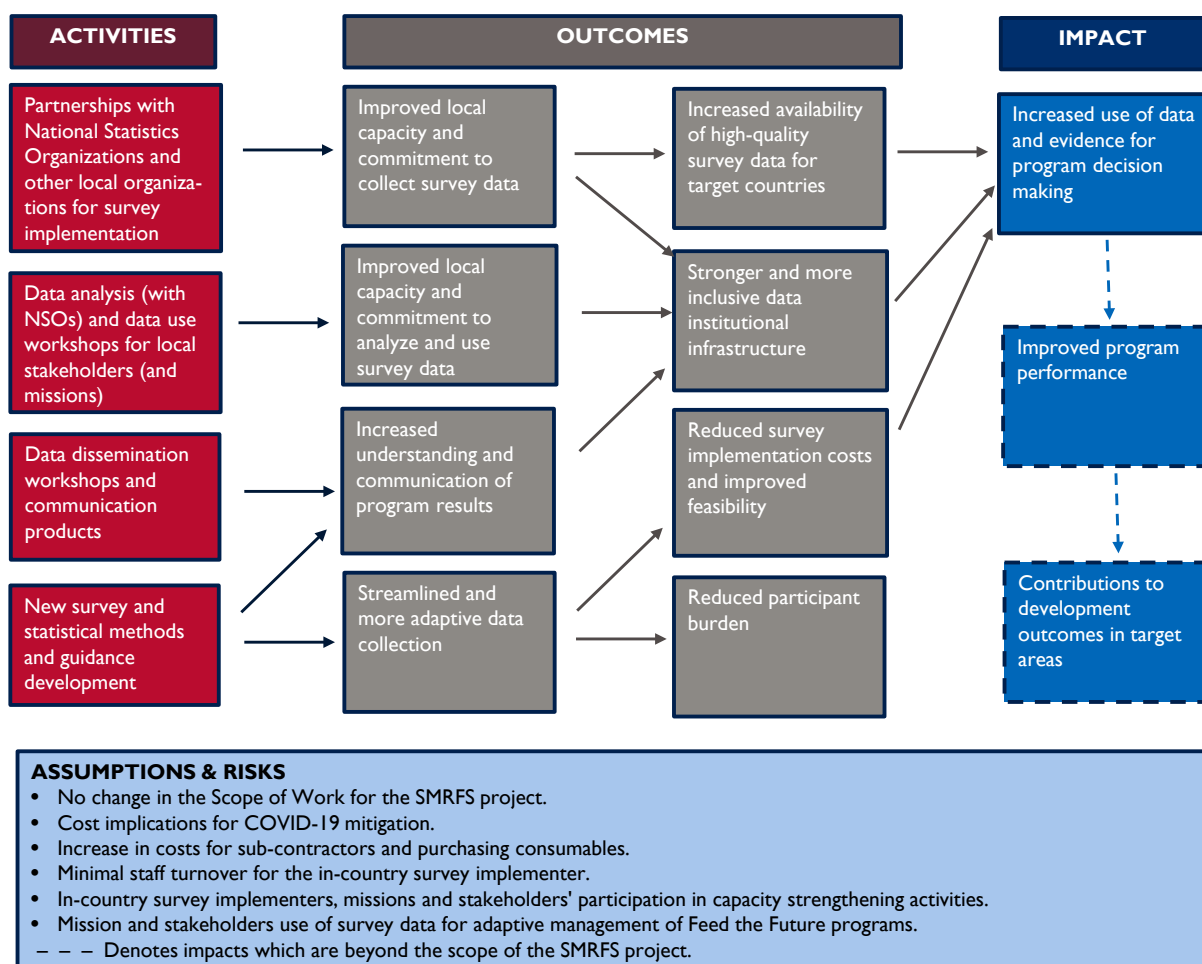 ACTIVITIES
OUTCOMES
IMPACT
Partnerships with
National Statistics
Organizations and
other local organiza-
tions for survey
implementation
Improved local
capacity and
commitment to
collect survey data
Increased availability
of high-quality
survey data for
target countries
Increased use of data
and evidence for
program decision
making
Data analysis (with
NSOs) and data use
workshops for local
stakeholders (and
missions)
Improved local
capacity and
commitment to
analyze and use
survey data
Stronger and more
inclusive data
institutional
infrastructure
Improved program
performance
Data dissemination
workshops and
communication
products
Increased
understanding and
communication of
program results
Reduced survey
implementation costs
and improved
feasibility
New survey and
statistical methods
and guidance
development
Streamlined and
more adaptive data
collection
Reduced participant
burden
Contributions to
development
outcomes in target
areas
ASSUMPTIONS & RISKS
• No change in the Scope of Work for the SMRFS project.
• Cost implications for COVID-19 mitigation.
• Increase in costs for sub-contractors and purchasing consumables.
• Minimal staff turnover for the in-country survey implementer.
• In-country survey implementers, missions and stakeholders' participation in capacity strengthening activities.
• Mission and stakeholders use of survey data for adaptive management of Feed the Future programs.
– – – Denotes impacts which are beyond the scope of the SMRFS project.